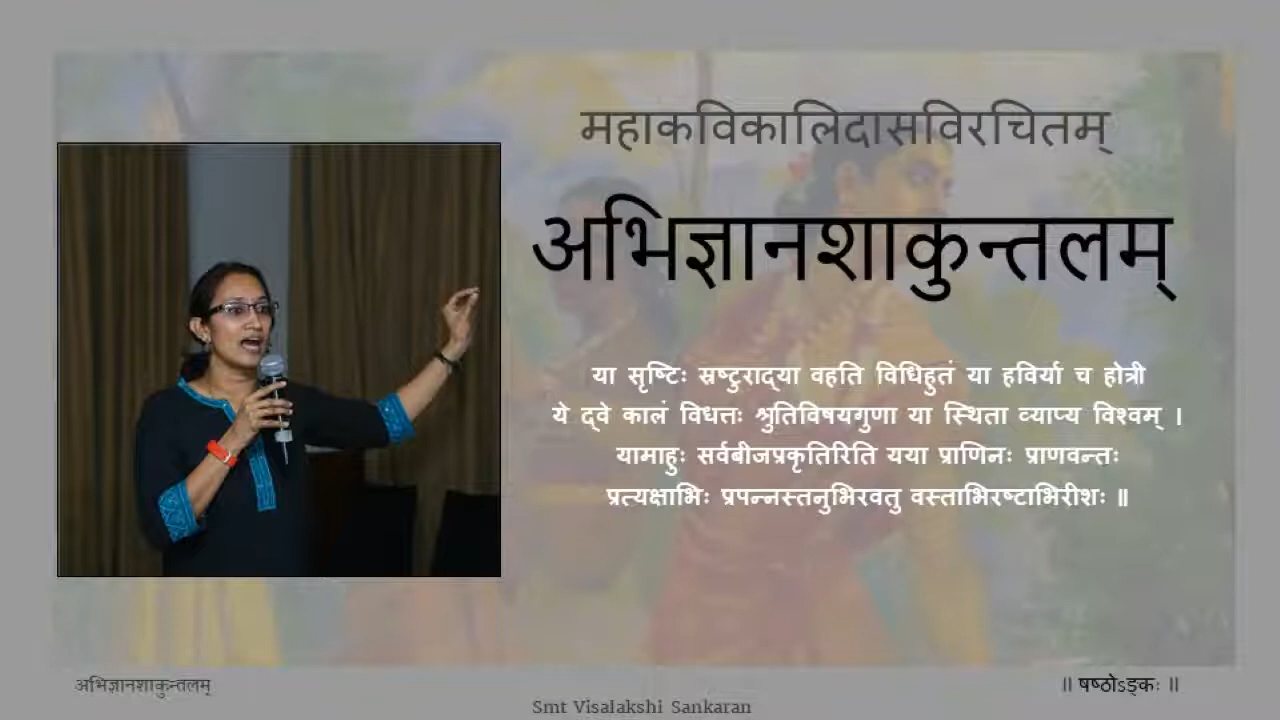 महाकविकालिदासविरचितम्
अभिज्ञानशाकुन्तलम्
या सृष्टिः स्रष्टुराद्या वहति विधिहुतं या हविर्या च होत्री
ये द्वे कालं विधत्तः श्रुतिविषयगुणा या स्थिता व्याप्य विश्वम् ।
यामाहुः सर्वबीजप्रकृतिरिति यया प्राणिनः प्राणवन्तः
प्रत्यक्षाभिः प्रपन्नस्तनुभिरवतु वस्ताभिरष्टाभिरीशः ॥
अभिज्ञानशाकुन्तलम्
॥ षष्ठोऽङ्कः ॥
Smt Visalakshi Sankaran